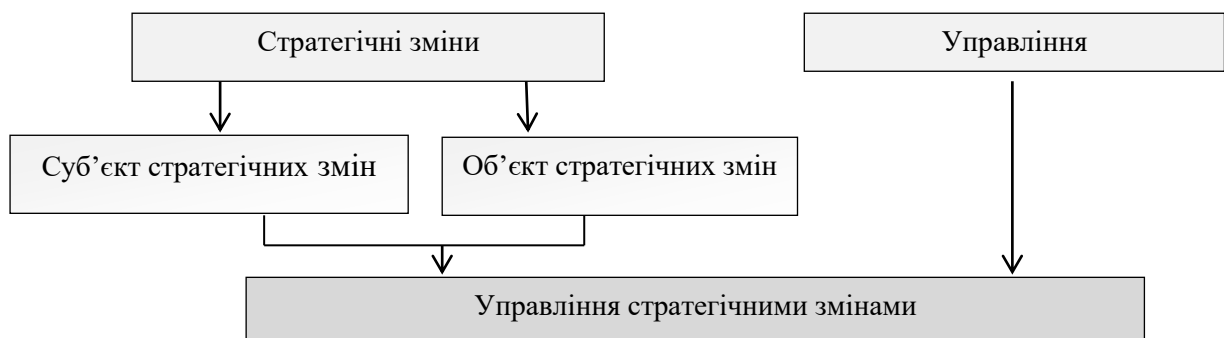 Стратегічні зміни
Управління
Суб’єкт стратегічних змін
Об’єкт стратегічних змін
Управління стратегічними змінами